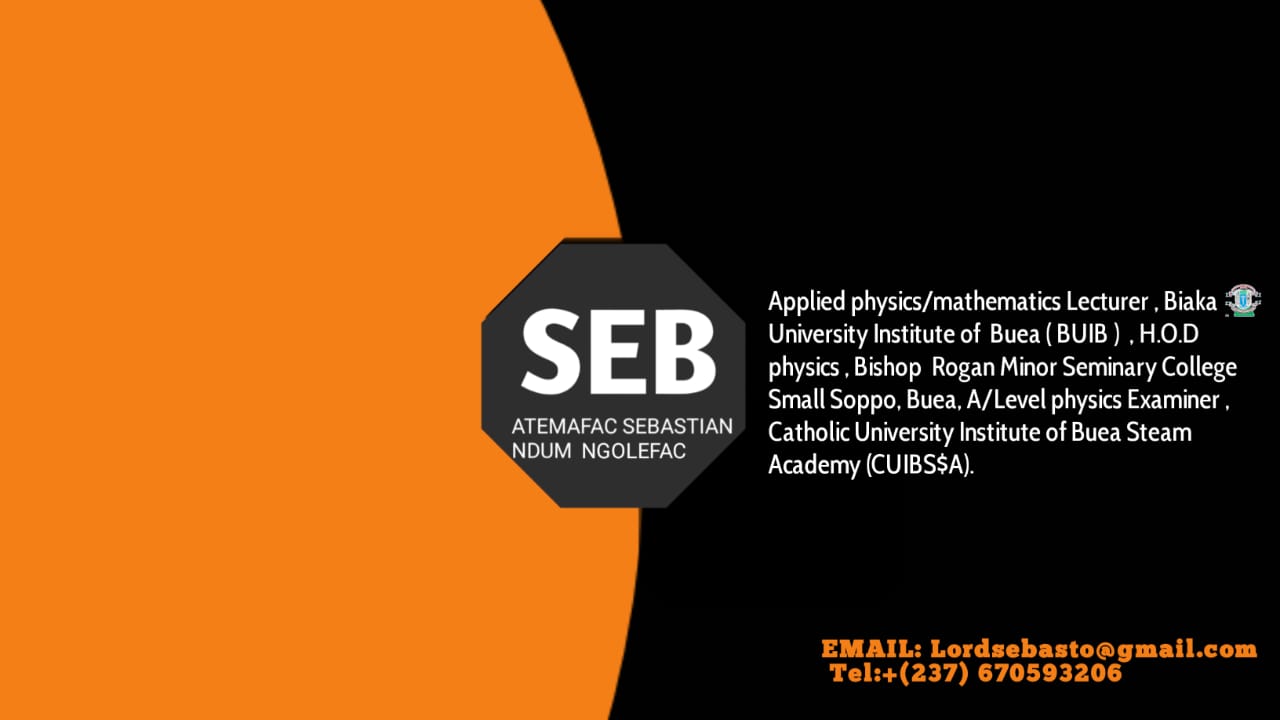 SEB
ATEMAFAC SEBASTIAN
NDUM NGOLEFAC
Applied physics/mathematics Lecturer , Biaka
University Institute of Buea ( BUIB ) , H.O.D
physics , Bishop Rogan Minor Seminary College
Small Soppo, Buea, A/Level physics Examiner ,
Catholic University Institute of Buea Steam
Academy (CUIBS$A).
EMAIL: Lordsebasto@gmail.com
Tel:+(237) 670593206